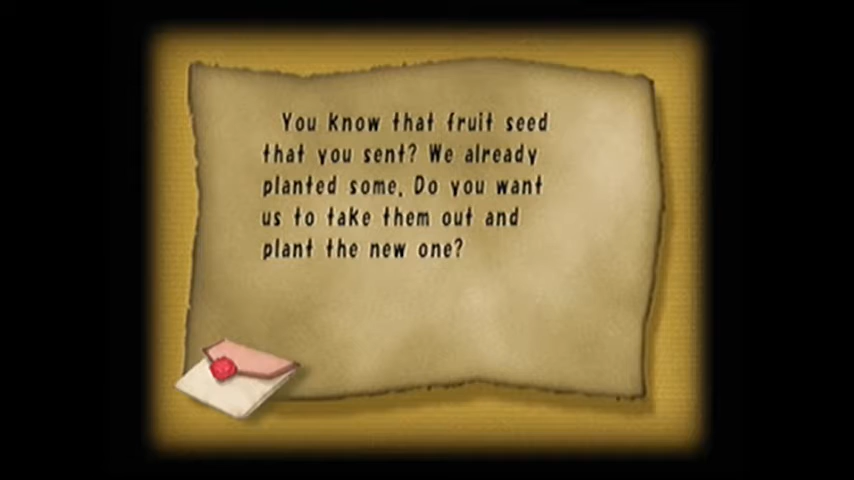 You know that fruit seed
that you sent? We already
planted some. Do you want
us to take them out and
plant the new one?